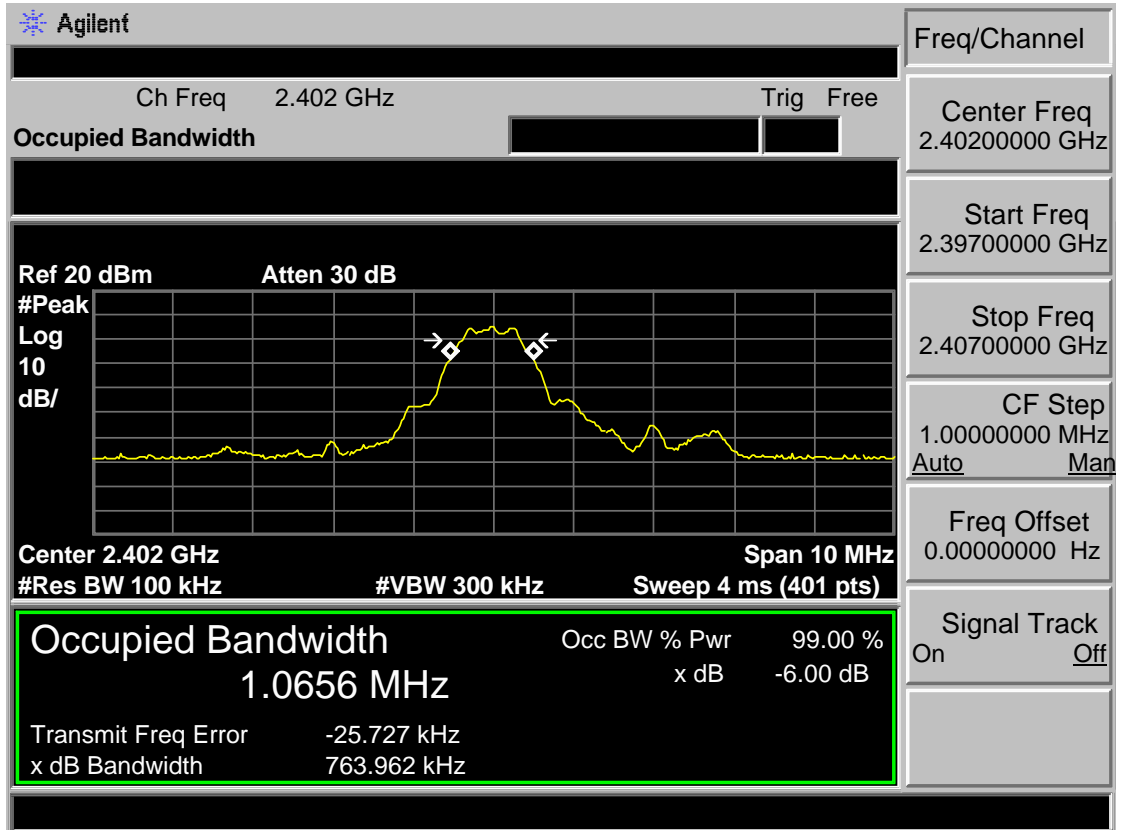 Agilent
Freq/Channel
Ch Freq 2.402 GHz Trig Free
Occupied Bandwidth
Center Freq
2.40200000 GHz
Start Freq
2.39700000 GHz
Stop Freq
2.40700000 GHz
CF Step
1.00000000 MHz
Auto Man
Freq Offset
0.00000000 Hz
Signal Track
On Off
Ref 20 dBm Atten 30 dB
#Peak
Log
10
dB/
Center 2.402 GHz Span 10 MHz
#Res BW 100 kHz #VBW 300 kHz Sweep 4 ms (401 pts)
Occupied Bandwidth Occ BW % Pwr 99.00 %
1.0656 MHz x dB -6.00 dB
Transmit Freq Error -25.727 kHz
x dB Bandwidth 763.962 kHz